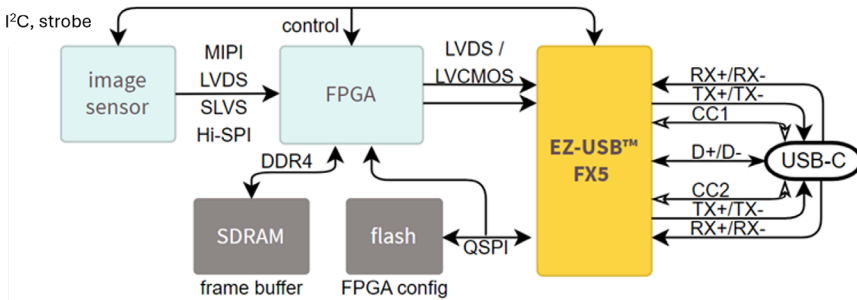 I²C, strobe
control
image
sensor
MIPI
LVDS
SLVS
Hi-SPI
FPGA
LVDS /
LVCMOS
EZ-USB™
FX5
RX+/RX-
TX+/TX-
CC1
D+/D-
CC2
TX+/TX-
RX+/RX-
USB-C
DDR4
SDRAM
frame buffer
flash
FPGA config
QSPI